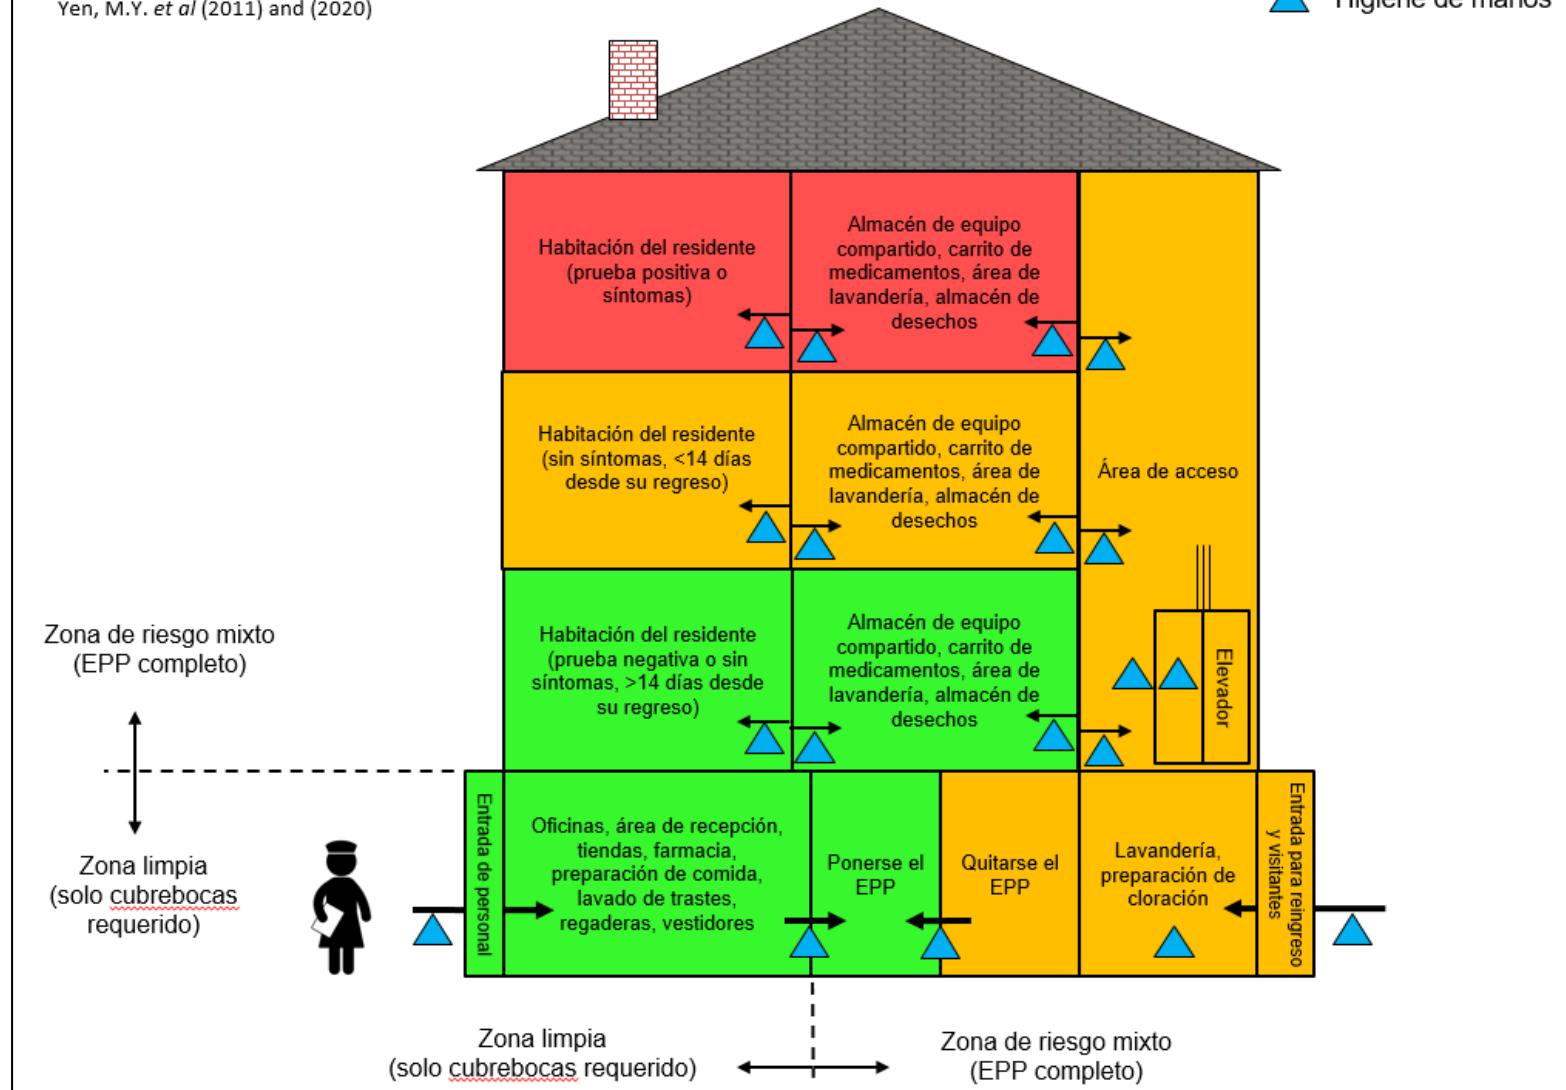 Yen, M.Y. et al (2011) and (2020)
Higiene de manos
Habitación del residente
(prueba positiva o
síntomas)
Almacén de equipo
compartido, carrito de
medicamentos, área de
lavandería, almacén de
desechos
Habitación del residente
(sin síntomas, <14 días
desde su regreso)
Almacén de equipo
compartido, carrito de
medicamentos, área de
lavandería, almacén de
desechos
Área de acceso
Zona de riesgo mixto
(EPP completo)
Habitación del residente
(prueba negativa o sin
síntomas, >14 días desde
su regreso)
Almacén de equipo
compartido, carrito de
medicamentos, área de
lavandería, almacén de
desechos
Elevador
Zona limpia
(solo cubrebocas
requerido)
Entrada de personal
Oficinas, área de recepción,
tiendas, farmacia,
preparación de comida,
lavado de trastes,
regaderas, vestidores
Ponerse el
EPP
Quitarse el
EPP
Lavandería,
preparación de
cloración
Entrada para reingreso
y visitantes
Zona limpia
(solo cubrebocas requerido)
Zona de riesgo mixto
(EPP completo)